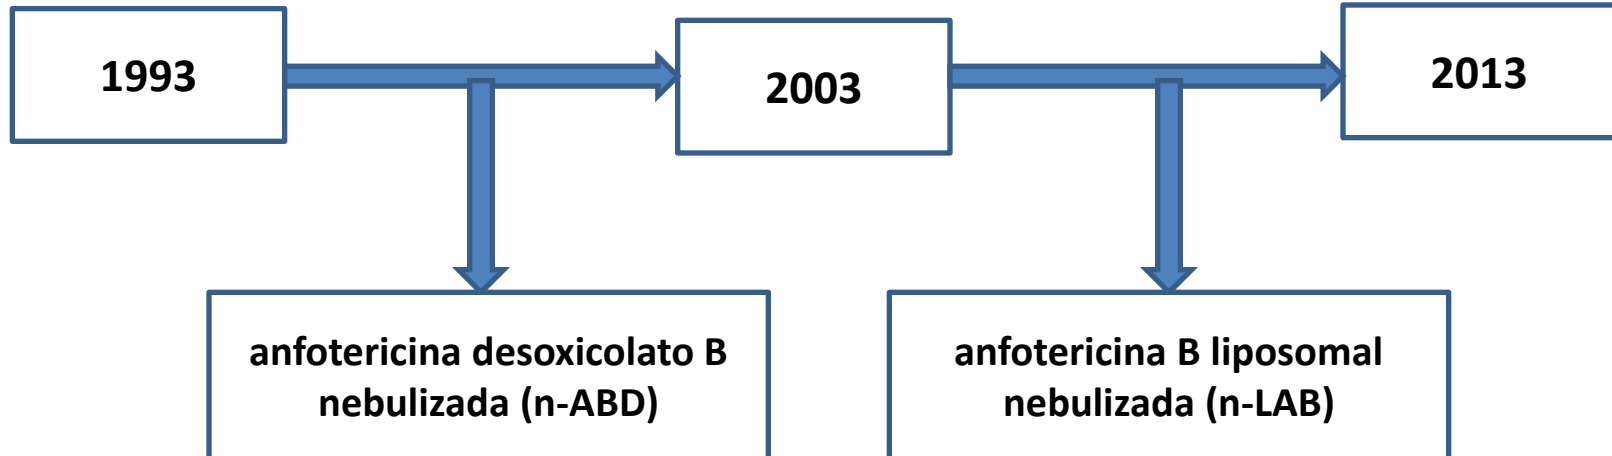 1993
2003
2013
anfotericina desoxicolato B
nebulizada (n-ABD)
anfotericina B liposomal
nebulizada (n-LAB)